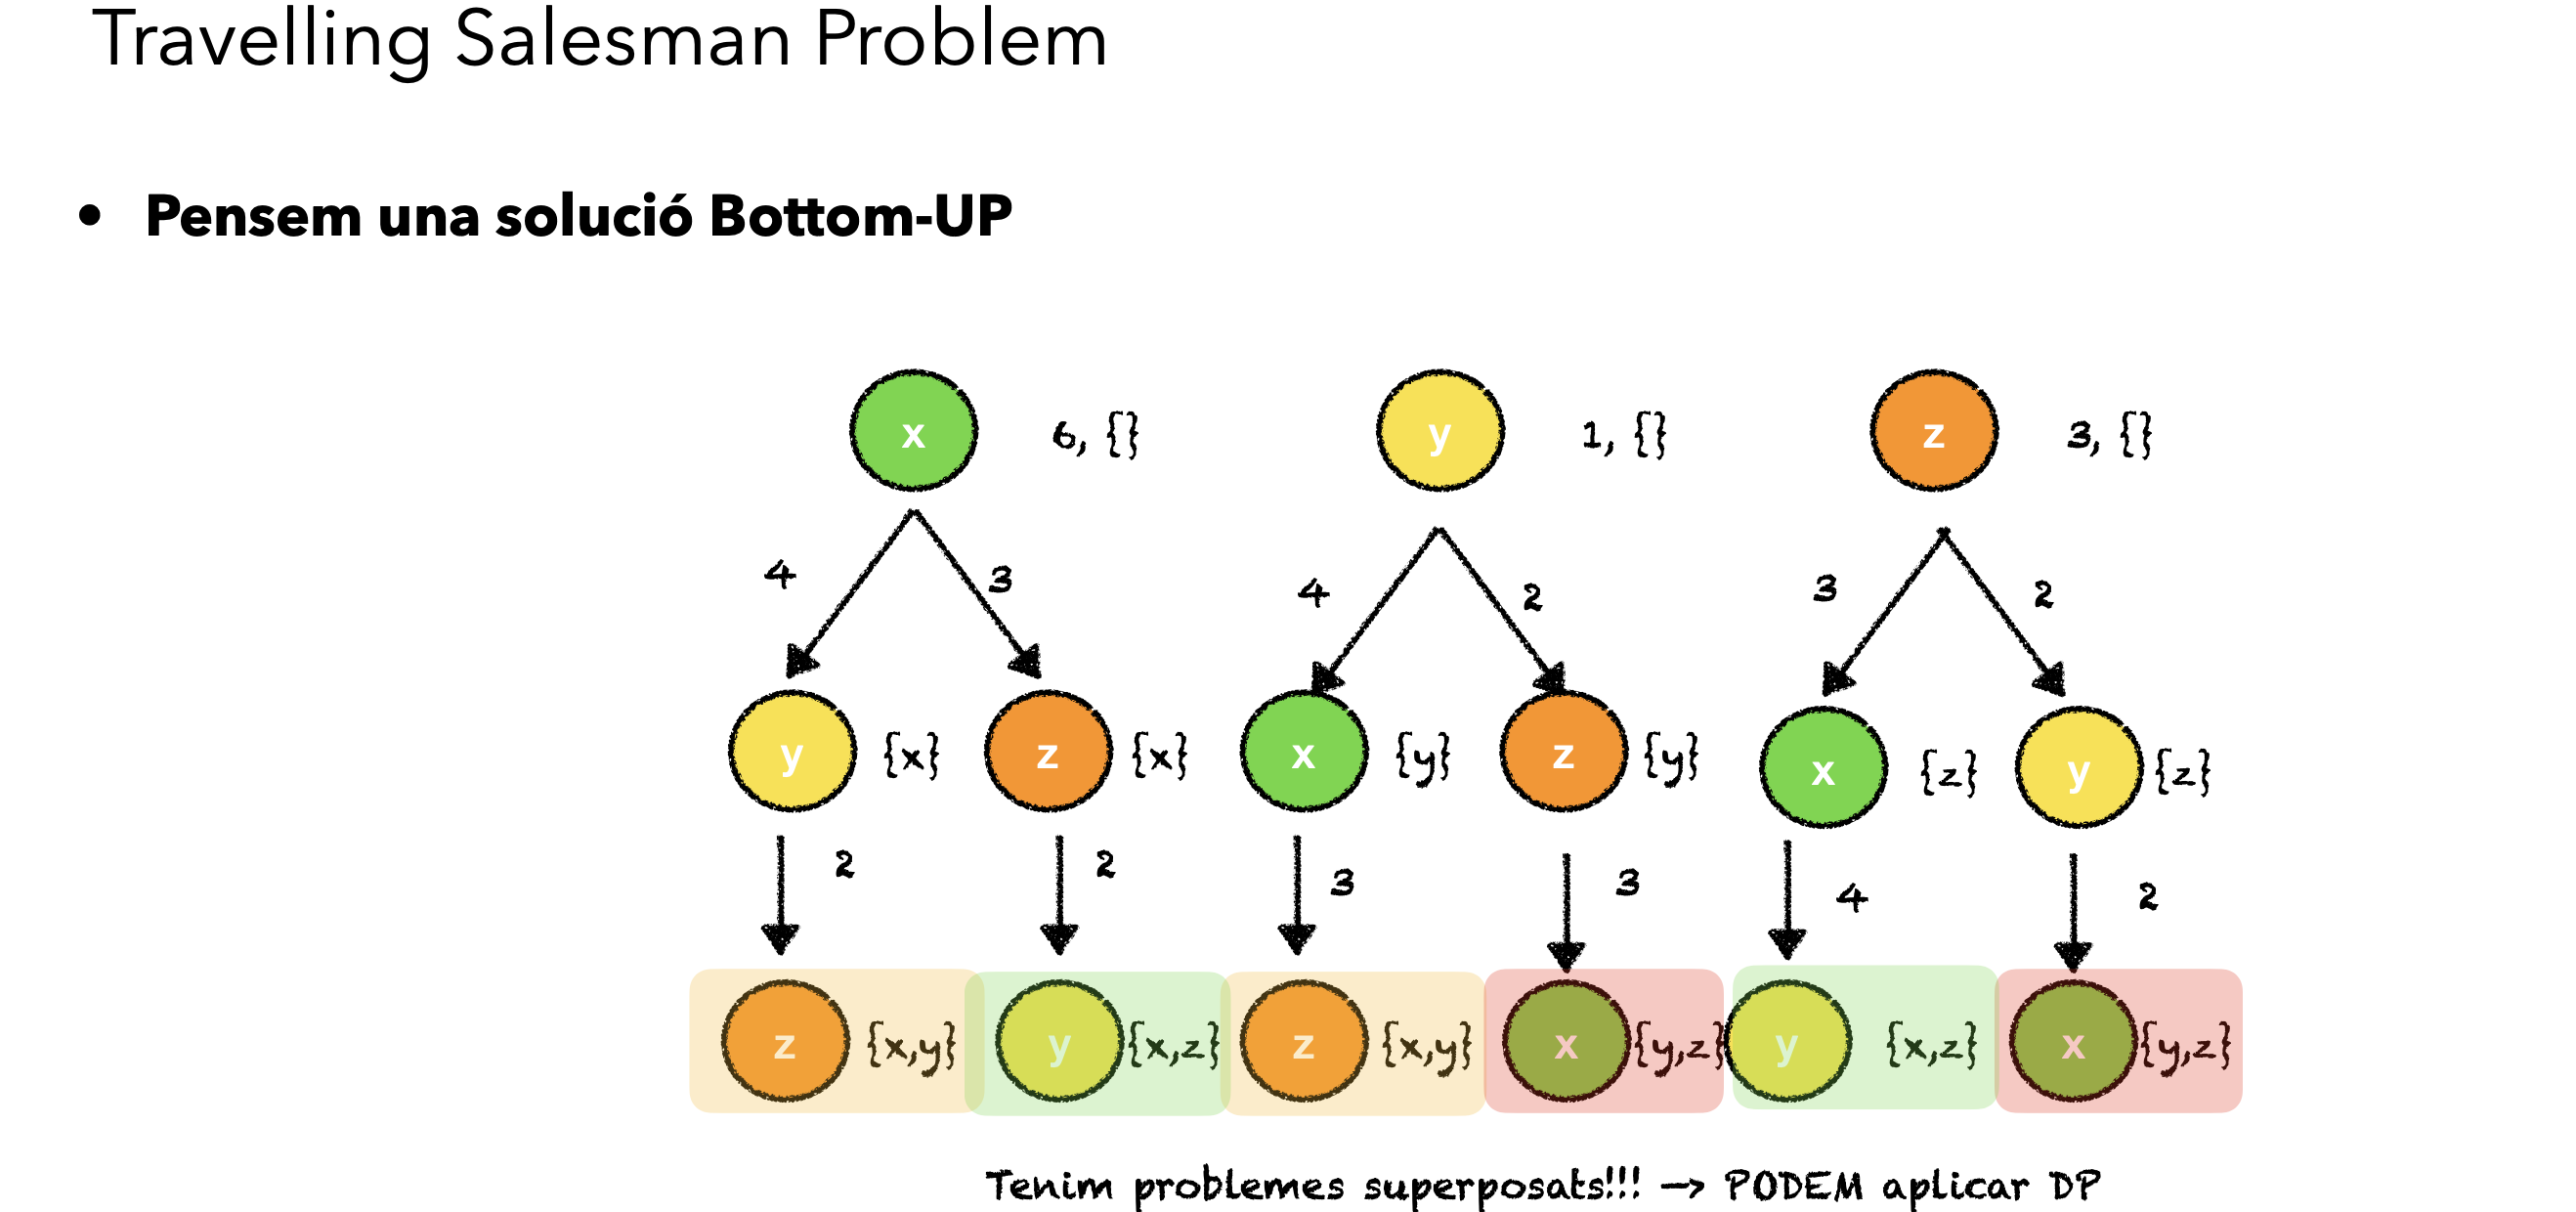 Travelling Salesman Problem
• Pensem una solució Bottom-UP
x 6, {} y 1, {} z 3, {}
4 3 4 2 3 2
y {x} z {x} x {y} z {y} x {z} y {z}
2 2 3 3 4 2
z {x,y} y {x,z} z {x,y} x {y,z} y {x,z} x {y,z}
Tenim problemes superposats!!! –> PODEM aplicar DP